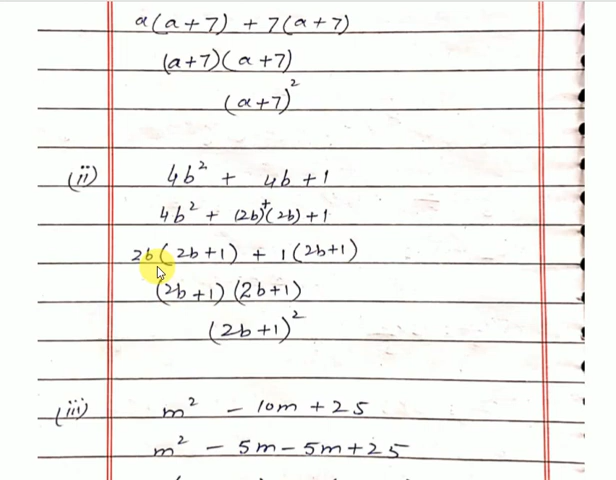 a(a+7) + 7(a+7)
(a+7)(a+7)
(a+7)²
(ii) 4b² + 4b + 1
4b² + (2b)+(2b) + 1
2b(2b+1) + 1(2b+1)
(2b+1)(2b+1)
(2b+1)²
(iii) m² - 10m + 25
m² - 5m - 5m + 25